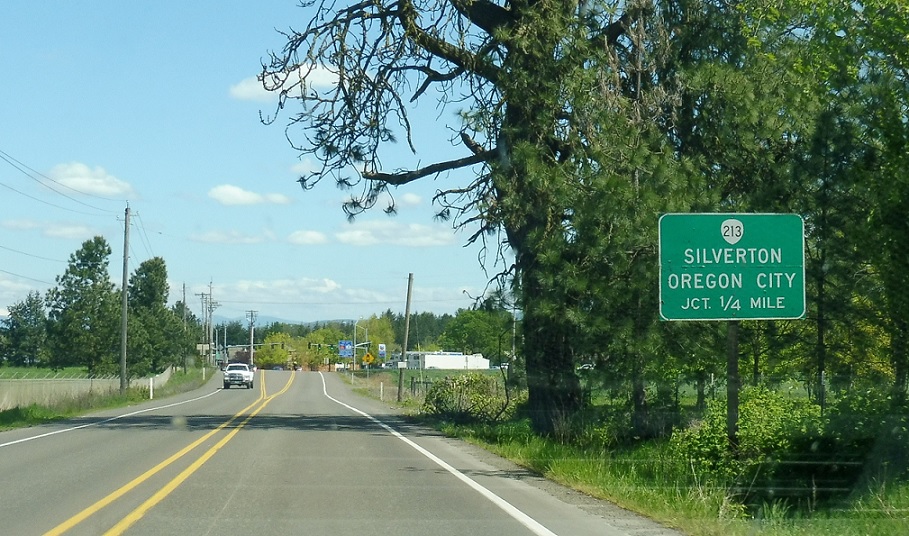 213
SILVERTON
OREGON CITY
JCT. 1/4 MILE